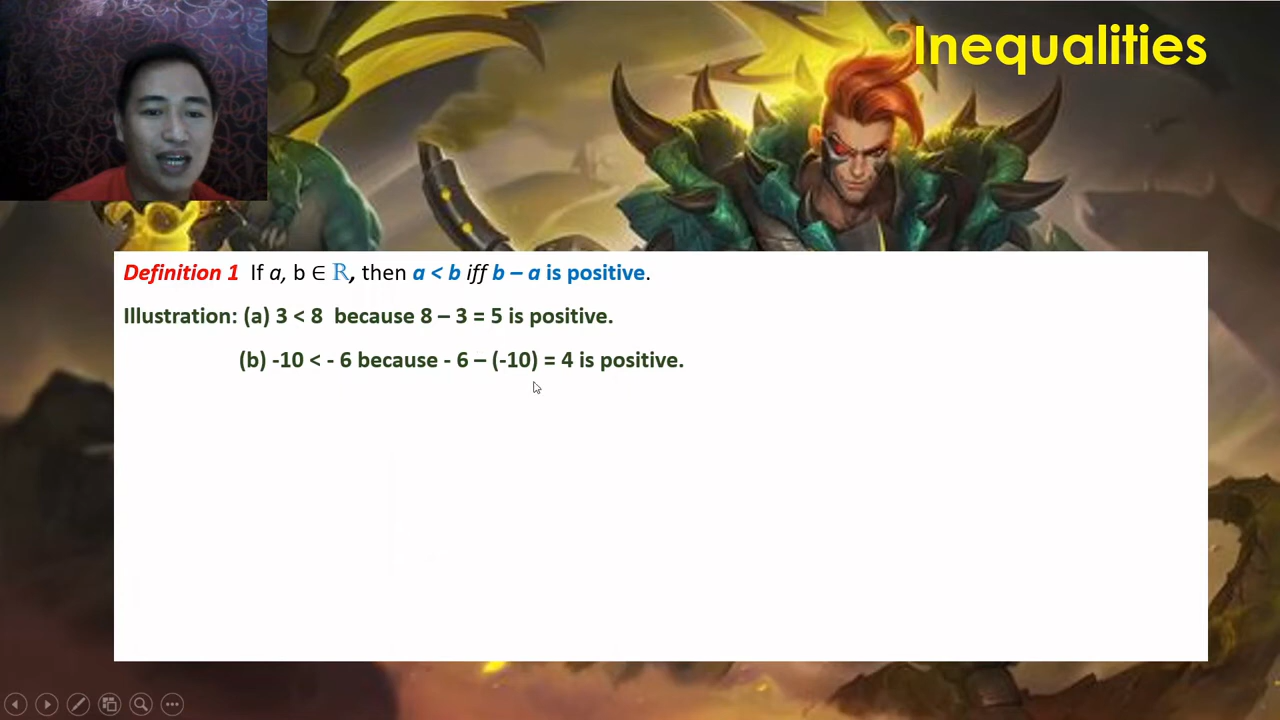 Inequalities
Definition 1 If a, b ∈ ℝ, then a < b iff b – a is positive.
Illustration: (a) 3 < 8 because 8 – 3 = 5 is positive.
(b) -10 < - 6 because - 6 – (-10) = 4 is positive.